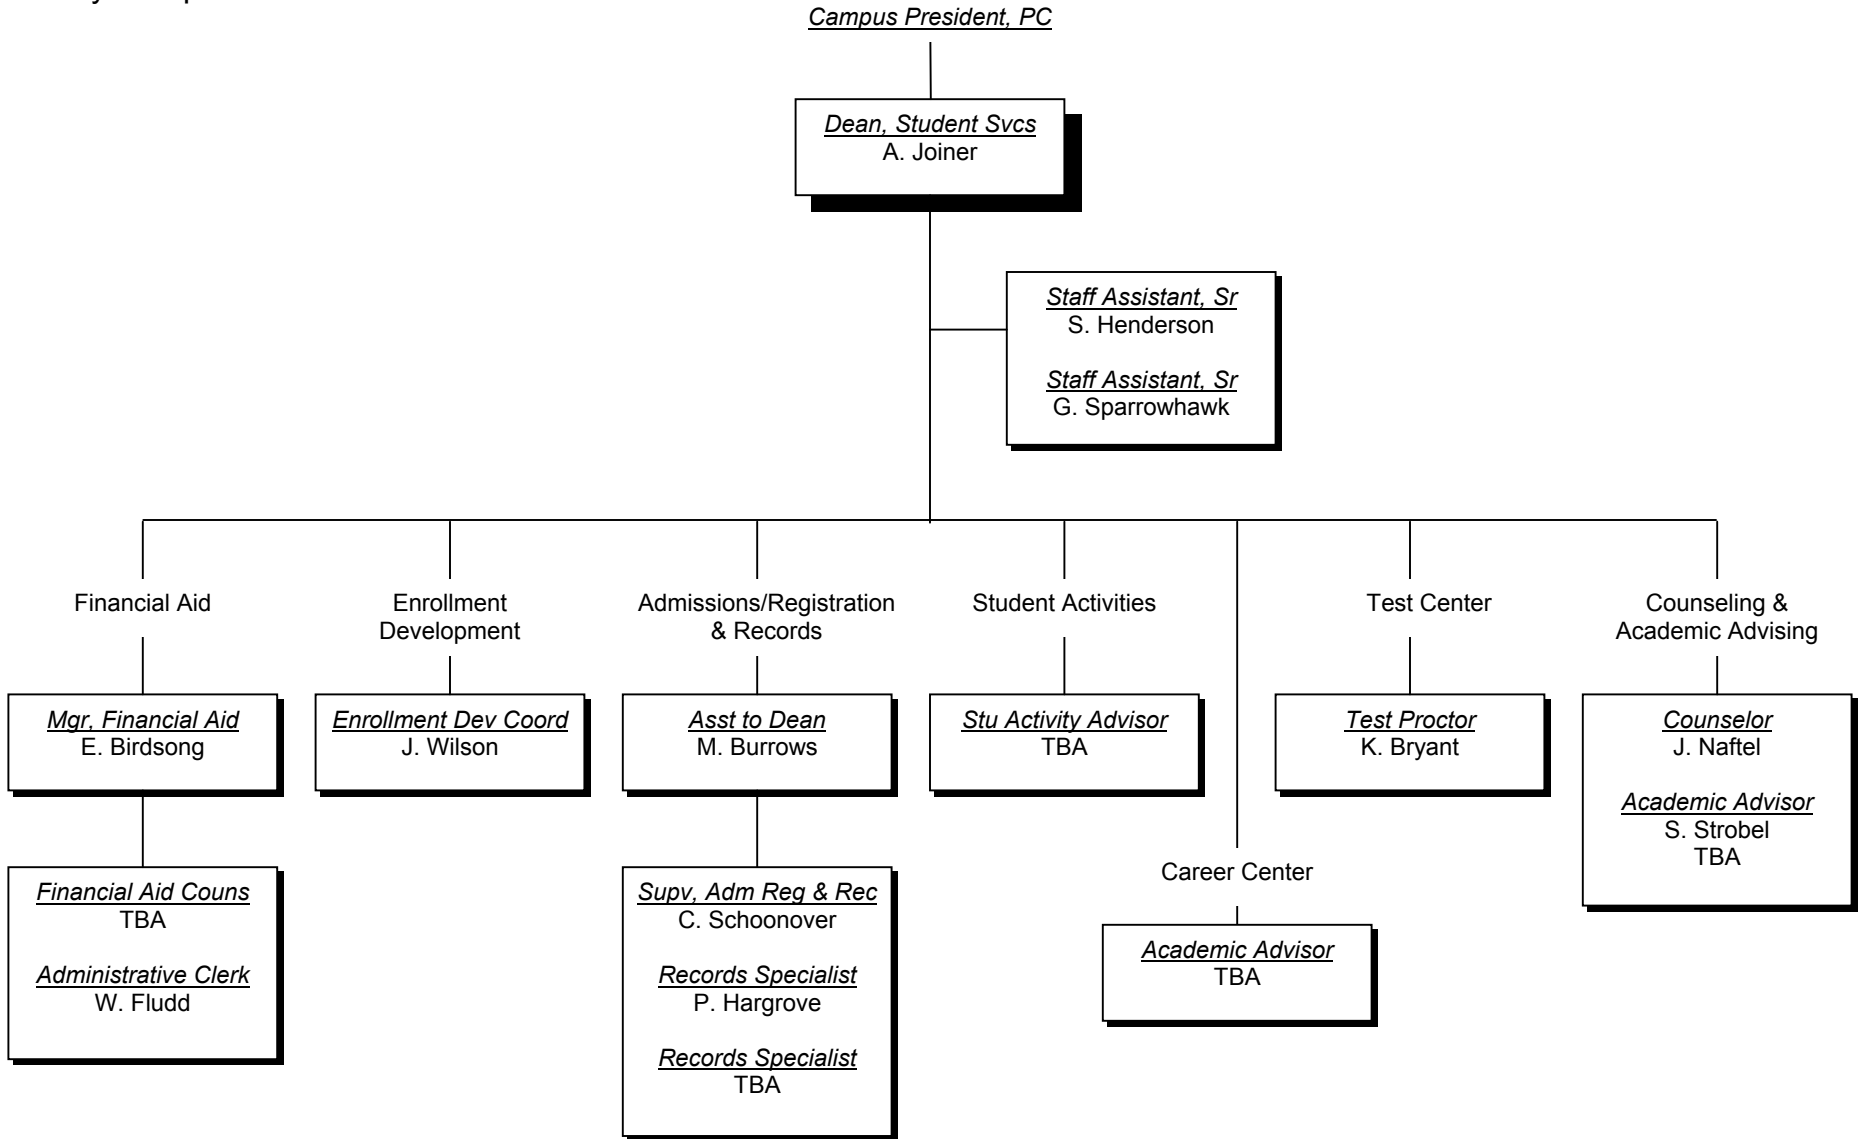 Campus President, PC
Dean, Student Svcs
A. Joiner
Staff Assistant, Sr
S. Henderson
Staff Assistant, Sr
G. Sparrowhawk
Financial Aid
Mgr, Financial Aid
E. Birdsong
Financial Aid Couns
TBA
Administrative Clerk
W. Fludd
Enrollment
Development
Enrollment Dev Coord
J. Wilson
Admissions/Registration
& Records
Asst to Dean
M. Burrows
Supv, Adm Reg & Rec
C. Schoonover
Records Specialist
P. Hargrove
Records Specialist
TBA
Student Activities
Stu Activity Advisor
TBA
Career Center
Academic Advisor
TBA
Test Center
Test Proctor
K. Bryant
Counseling &
Academic Advising
Counselor
J. Naftel
Academic Advisor
S. Strobel
TBA